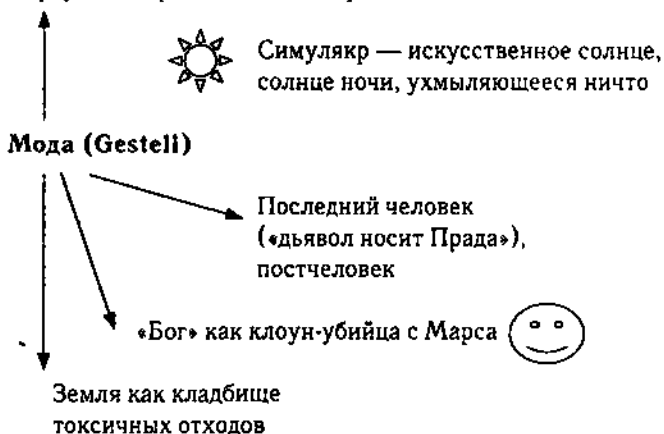 Симулякр — искусственное солнце,
солнце ночи, ухмыляющееся ничто
Мода (Gestell)
Последний человек
(«дьявол носит Прада»),
постчеловек
«Бог» как клоун-убийца с Марса
Земля как кладбище
токсичных отходов